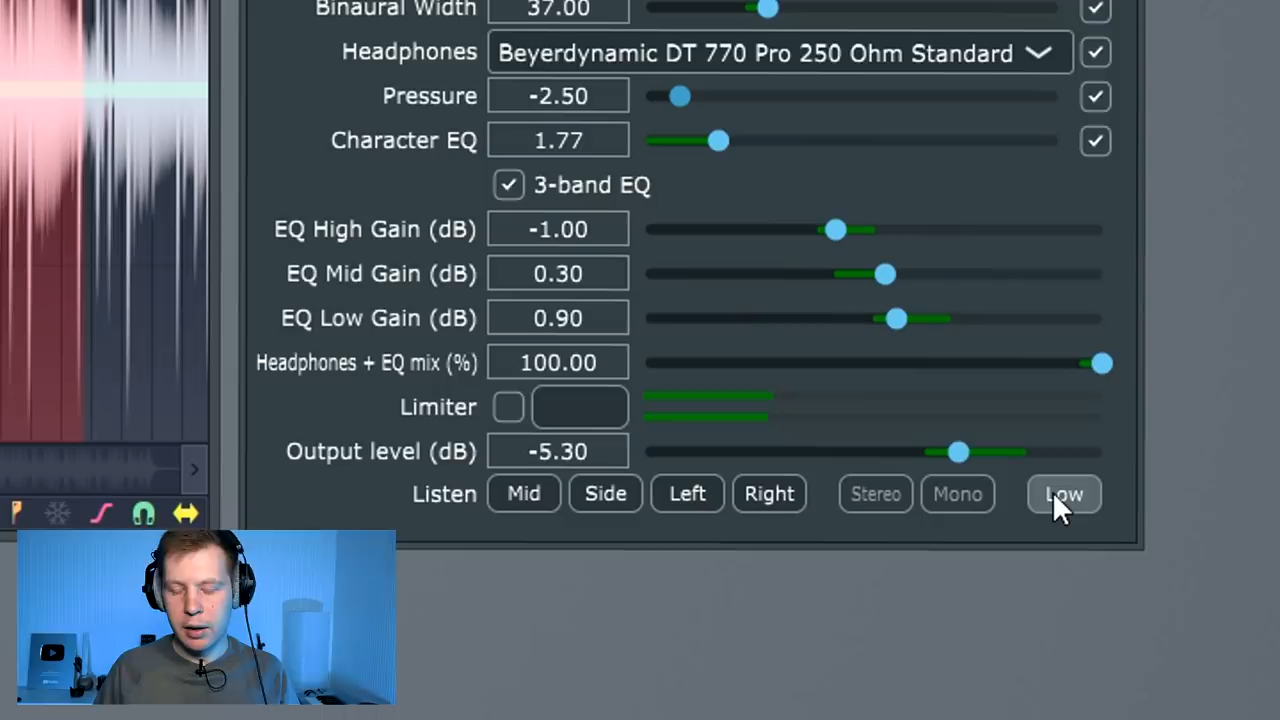 Binaural Width 37.00
Headphones Beyerdynamic DT 770 Pro 250 Ohm Standard
Pressure -2.50
Character EQ 1.77
3-band EQ
EQ High Gain (dB) -1.00
EQ Mid Gain (dB) 0.30
EQ Low Gain (dB) 0.90
Headphones + EQ mix (%) 100.00
Limiter
Output level (dB) -5.30
Listen Mid Side Left Right Stereo Mono Low